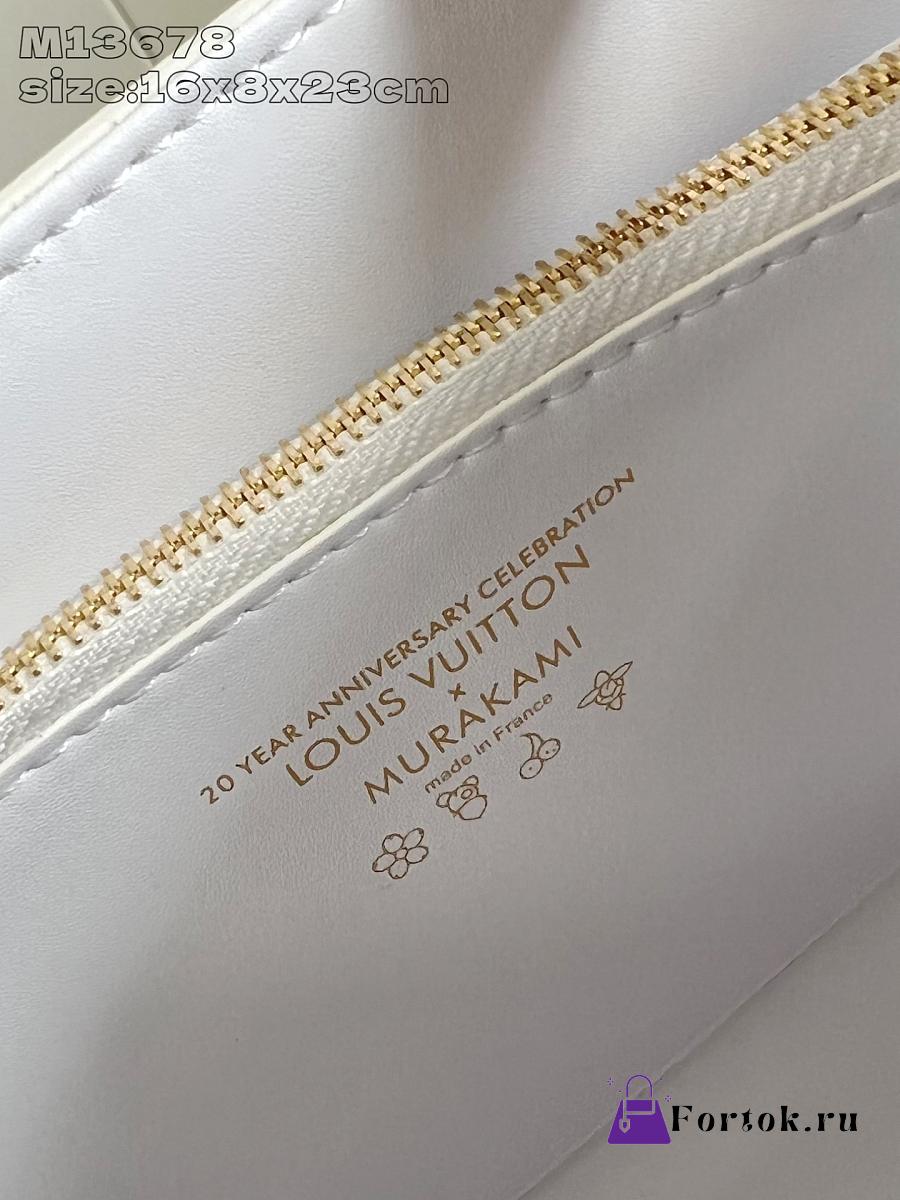 M13678
size:16x8x23cm
20 YEAR ANNIVERSARY CELEBRATION
LOUIS VUITTON
x
MURAKAMI
made in France
Fortok.ru